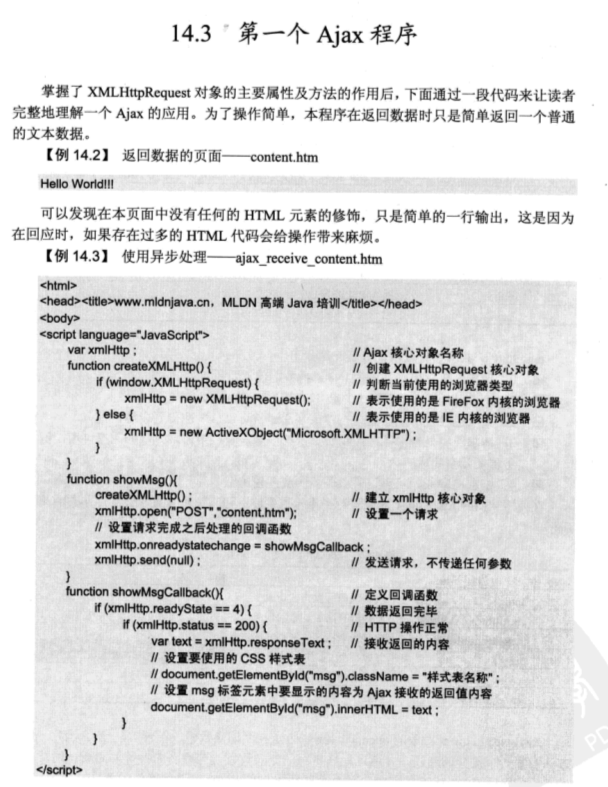 14.3 第一个 Ajax 程序
掌握了 XMLHttpRequest 对象的主要属性及方法的作用后，下面通过一段代码来让读者
完整地理解一个 Ajax 的应用。为了操作简单，本程序在返回数据时只是简单返回一个普通
的文本数据。
【例 14.2】 返回数据的页面——content.htm
Hello World!!!
可以发现在本页面中没有任何的 HTML 元素的修饰，只是简单的一行输出，这是因为
在回应时，如果存在过多的 HTML 代码会给操作带来麻烦。
【例 14.3】 使用异步处理——ajax_receive_content.htm
<html>
<head><title>www.mldnjava.cn，MLDN 高端 Java 培训</title></head>
<body>
<script language="JavaScript">
var xmlHttp ; // Ajax 核心对象名称
function createXMLHttp() { // 创建 XMLHttpRequest 核心对象
if (window.XMLHttpRequest) { // 判断当前使用的浏览器类型
xmlHttp = new XMLHttpRequest(); // 表示使用的是 FireFox 内核的浏览器
} else { // 表示使用的是 IE 内核的浏览器
xmlHttp = new ActiveXObject("Microsoft.XMLHTTP") ;
}
}
function showMsg(){
createXMLHttp() ; // 建立 xmlHttp 核心对象
xmlHttp.open("POST","content.htm"); // 设置一个请求
// 设置请求完成之后处理的回调函数
xmlHttp.onreadystatechange = showMsgCallback ;
xmlHttp.send(null) ; // 发送请求，不传递任何参数
}
function showMsgCallback(){ // 定义回调函数
if (xmlHttp.readyState == 4) { // 数据返回完毕
if (xmlHttp.status == 200) { // HTTP 操作正常
var text = xmlHttp.responseText ; // 接收返回的内容
// 设置要使用的 CSS 样式表
// document.getElementById("msg").className = "样式表名称" ;
// 设置 msg 标签元素中要显示的内容为 Ajax 接收的返回值内容
document.getElementById("msg").innerHTML = text ;
}
}
}
</script>